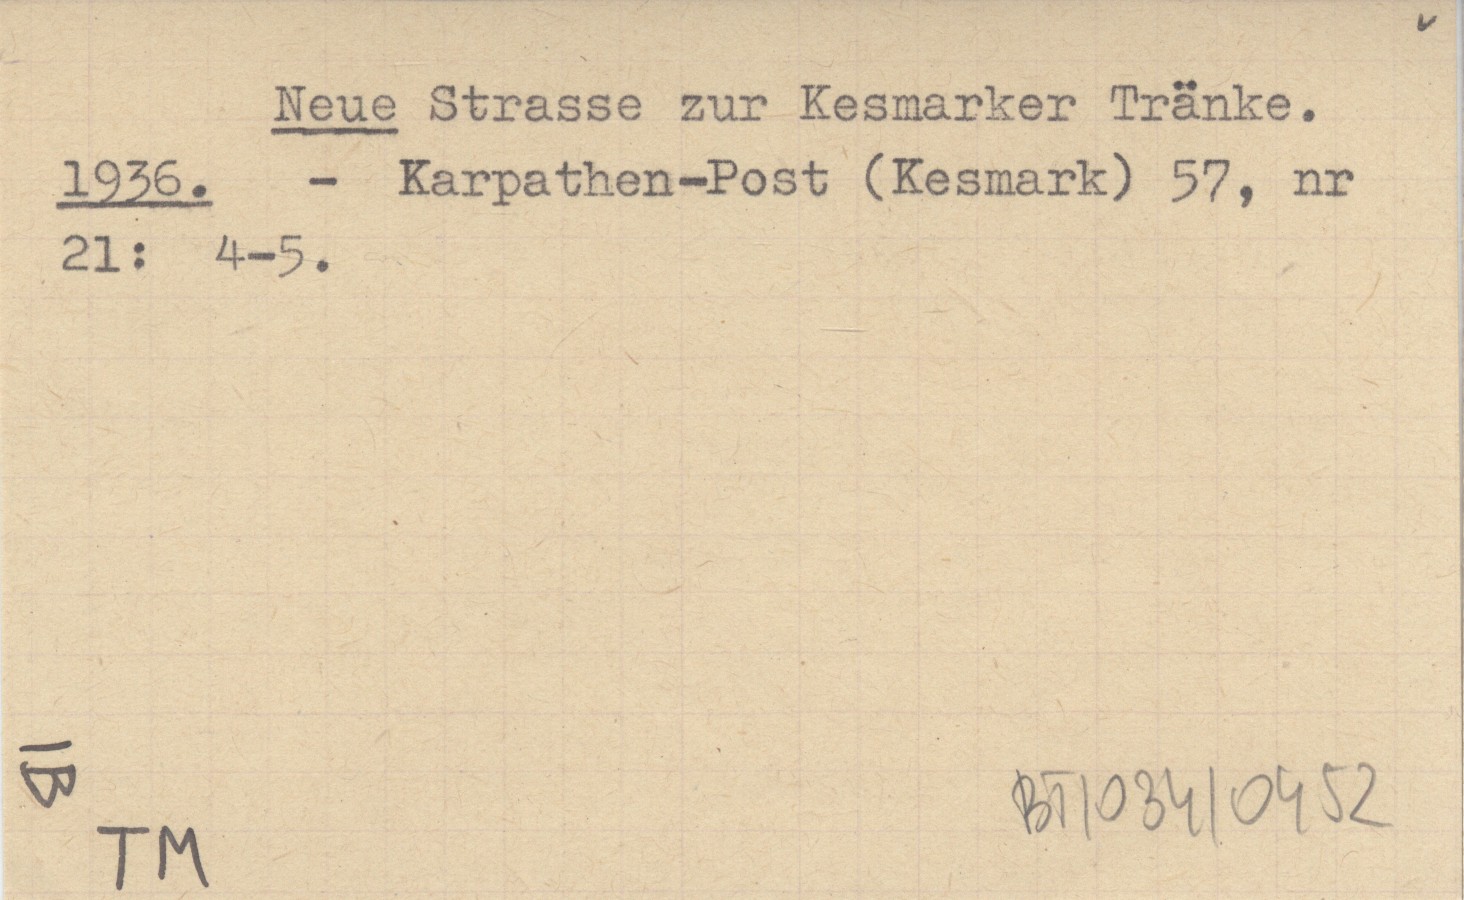 Neue Strasse zur Kesmarker Tränke.
1936. - Karpathen-Post (Kesmark) 57, nr
21: 4-5.
IB
TM
BT/034/0452